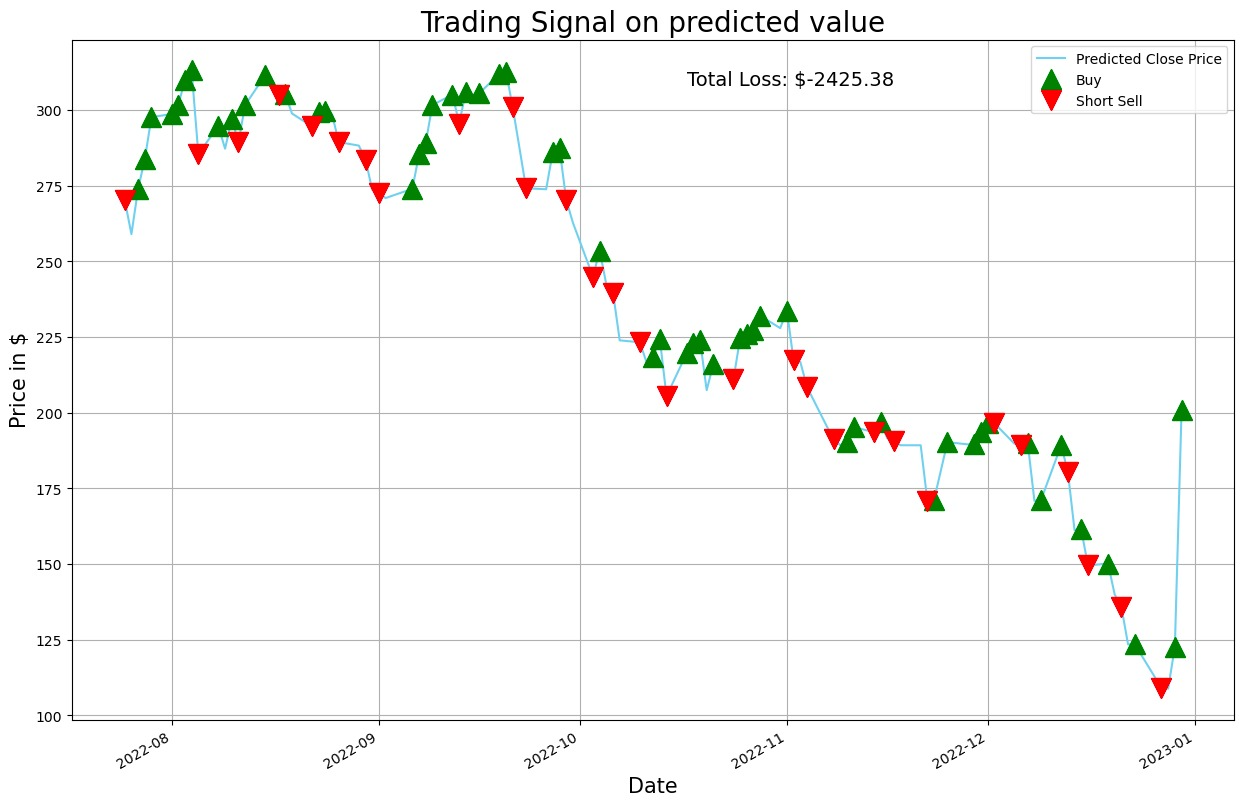 Trading Signal on predicted value
Total Loss: $-2425.38
Predicted Close Price
Buy
Short Sell
Price in $
300
275
250
225
200
175
150
125
100
2022-08
2022-09
2022-10
2022-11
2022-12
2023-01
Date